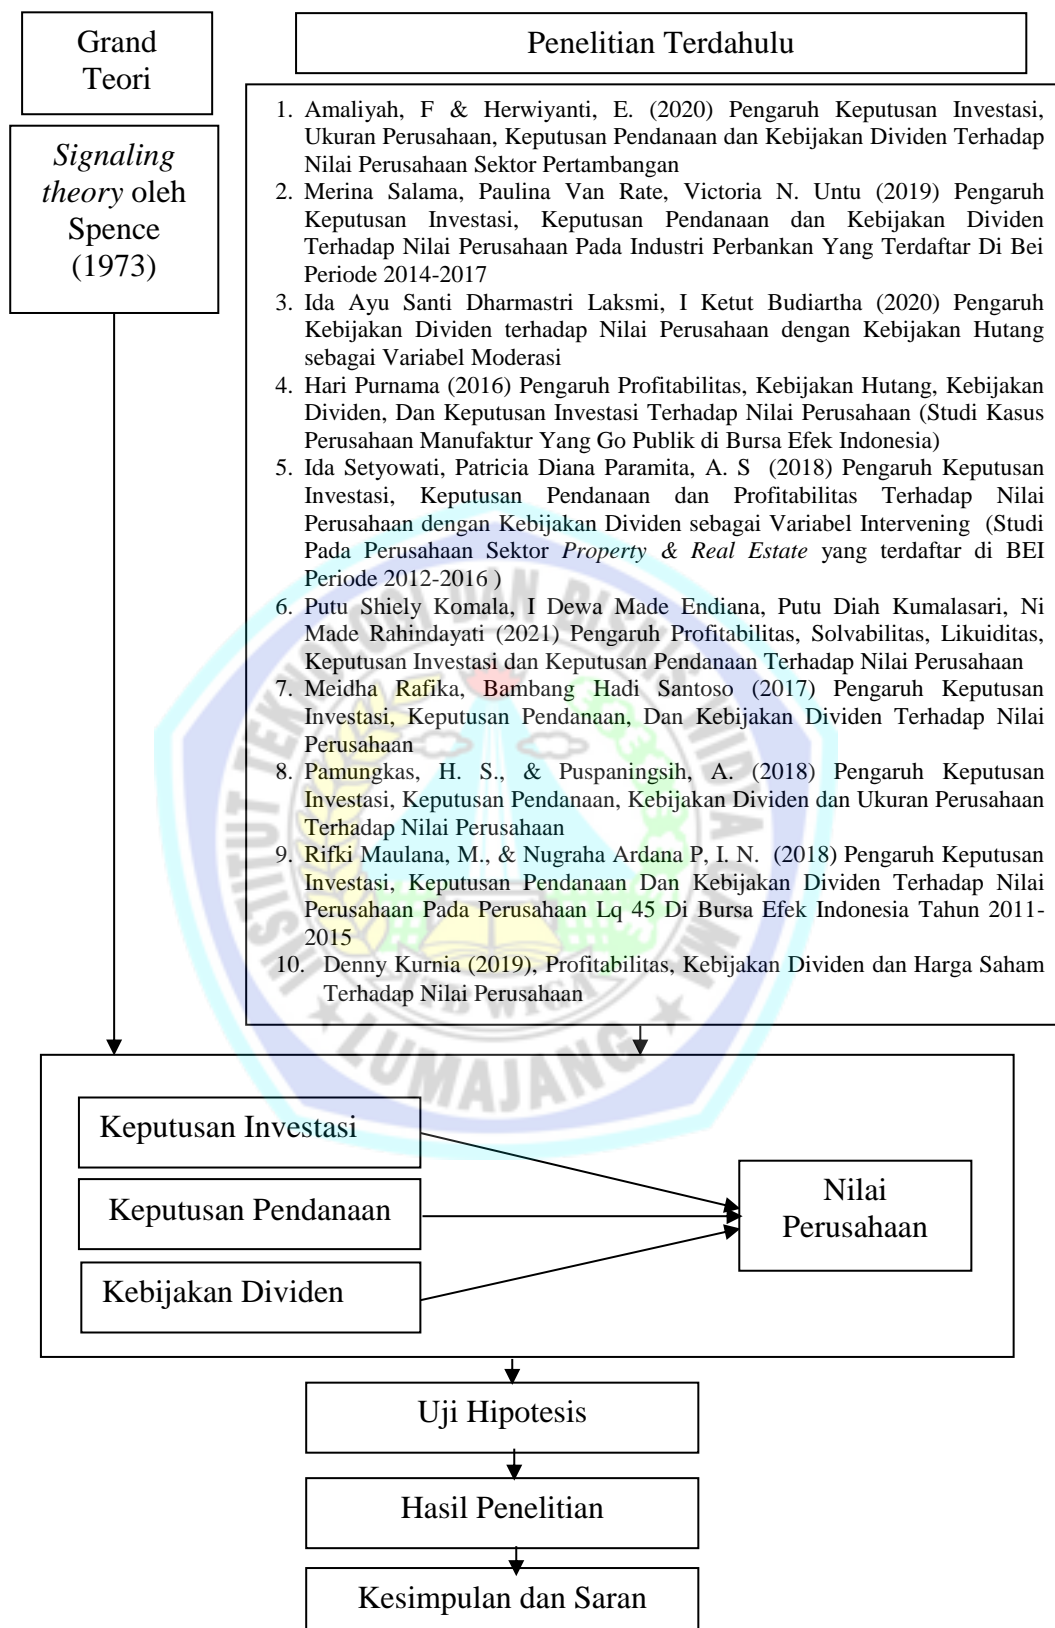 Grand
Teori
Penelitian Terdahulu
Signaling
theory oleh
Spence
(1973)
1. Amaliyah, F & Herwiyanti, E. (2020) Pengaruh Keputusan Investasi,
Ukuran Perusahaan, Keputusan Pendanaan dan Kebijakan Dividen Terhadap
Nilai Perusahaan Sektor Pertambangan
2. Merina Salama, Paulina Van Rate, Victoria N. Untu (2019) Pengaruh
Keputusan Investasi, Keputusan Pendanaan dan Kebijakan Dividen
Terhadap Nilai Perusahaan Pada Industri Perbankan Yang Terdaftar Di Bei
Periode 2014-2017
3. Ida Ayu Santi Dharmastri Laksmi, I Ketut Budiartha (2020) Pengaruh
Kebijakan Dividen terhadap Nilai Perusahaan dengan Kebijakan Hutang
sebagai Variabel Moderasi
4. Hari Purnama (2016) Pengaruh Profitabilitas, Kebijakan Hutang, Kebijakan
Dividen, Dan Keputusan Investasi Terhadap Nilai Perusahaan (Studi Kasus
Perusahaan Manufaktur Yang Go Publik di Bursa Efek Indonesia)
5. Ida Setyowati, Patricia Diana Paramita, A. S (2018) Pengaruh Keputusan
Investasi, Keputusan Pendanaan dan Profitabilitas Terhadap Nilai
Perusahaan dengan Kebijakan Dividen sebagai Variabel Intervening (Studi
Pada Perusahaan Sektor Property & Real Estate yang terdaftar di BEI
Periode 2012-2016 )
6. Putu Shiely Komala, I Dewa Made Endiana, Putu Diah Kumalasari, Ni
Made Rahindayati (2021) Pengaruh Profitabilitas, Solvabilitas, Likuiditas,
Keputusan Investasi dan Keputusan Pendanaan Terhadap Nilai Perusahaan
7. Meidha Rafika, Bambang Hadi Santoso (2017) Pengaruh Keputusan
Investasi, Keputusan Pendanaan, Dan Kebijakan Dividen Terhadap Nilai
Perusahaan
8. Pamungkas, H. S., & Puspaningsih, A. (2018) Pengaruh Keputusan
Investasi, Keputusan Pendanaan, Kebijakan Dividen dan Ukuran Perusahaan
Terhadap Nilai Perusahaan
9. Rifki Maulana, M., & Nugraha Ardana P, I. N. (2018) Pengaruh Keputusan
Investasi, Keputusan Pendanaan Dan Kebijakan Dividen Terhadap Nilai
Perusahaan Pada Perusahaan Lq 45 Di Bursa Efek Indonesia Tahun 2011-
2015
10. Denny Kurnia (2019), Profitabilitas, Kebijakan Dividen dan Harga Saham
Terhadap Nilai Perusahaan
INSTITUT TEKNOLOGI DAN BISNIS WIDYA GAMA
ITB WIGA
LUMAJANG
Keputusan Investasi
Keputusan Pendanaan
Kebijakan Dividen
Nilai
Perusahaan
Uji Hipotesis
Hasil Penelitian
Kesimpulan dan Saran